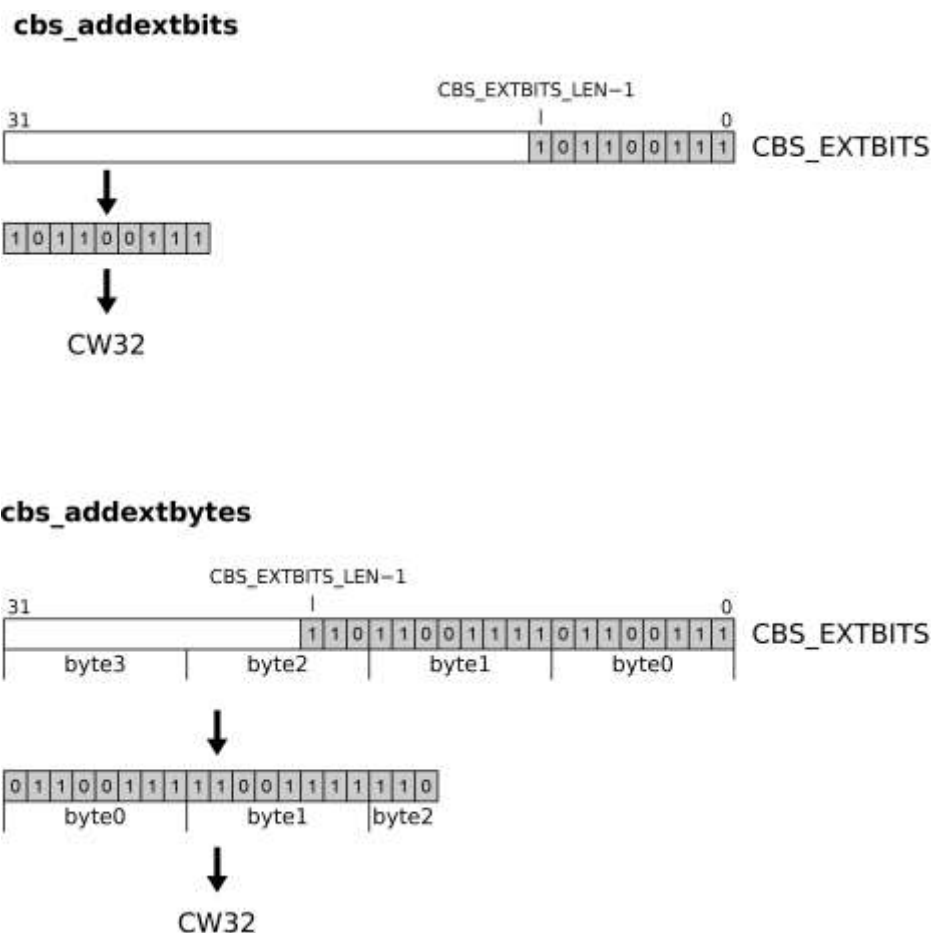 cbs_addextbits
CBS_EXTBITS_LEN−1
31 0
1 0 1 1 0 0 1 1 1 CBS_EXTBITS
1 0 1 1 0 0 1 1 1
CW32
cbs_addextbytes
CBS_EXTBITS_LEN−1
31 0
1 1 0 1 1 0 0 1 1 1 1 0 1 1 0 0 1 1 1 CBS_EXTBITS
byte3 byte2 byte1 byte0
0 1 1 0 0 1 1 1 1 1 0 0 1 1 1 1 1 1 0
byte0 byte1 byte2
CW32